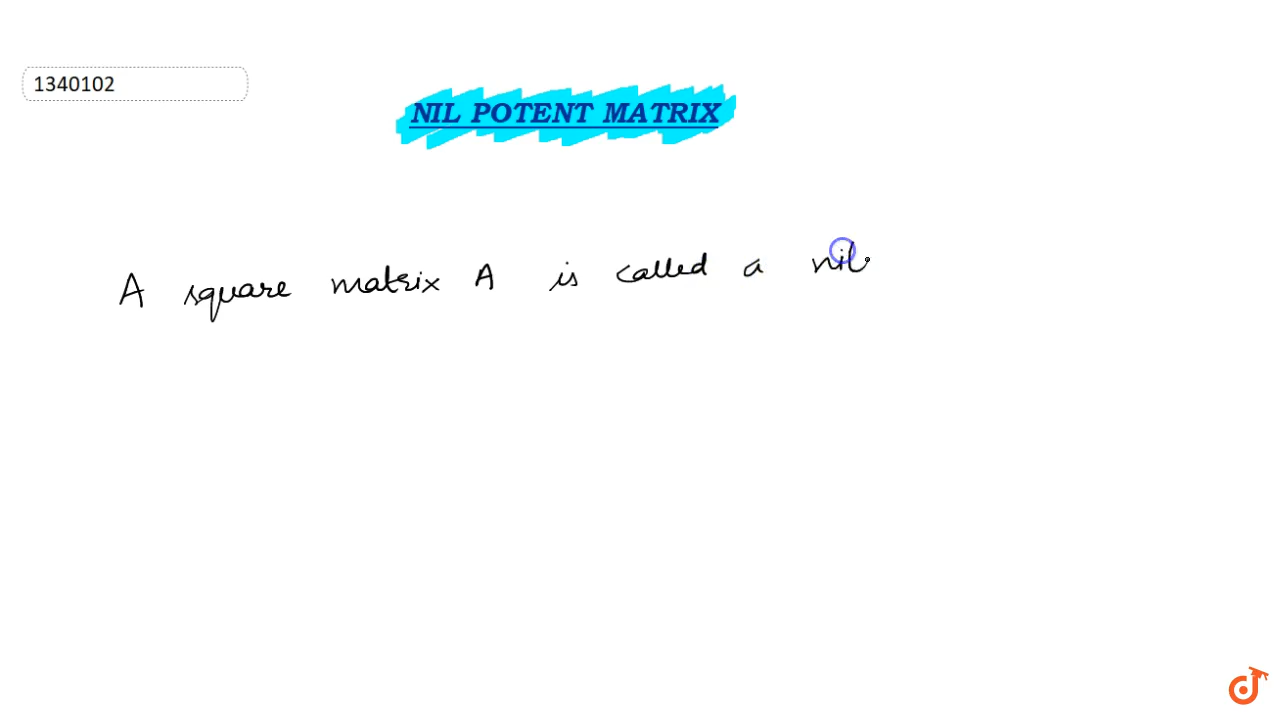 1340102
NIL POTENT MATRIX
A square matrix A is called a nil